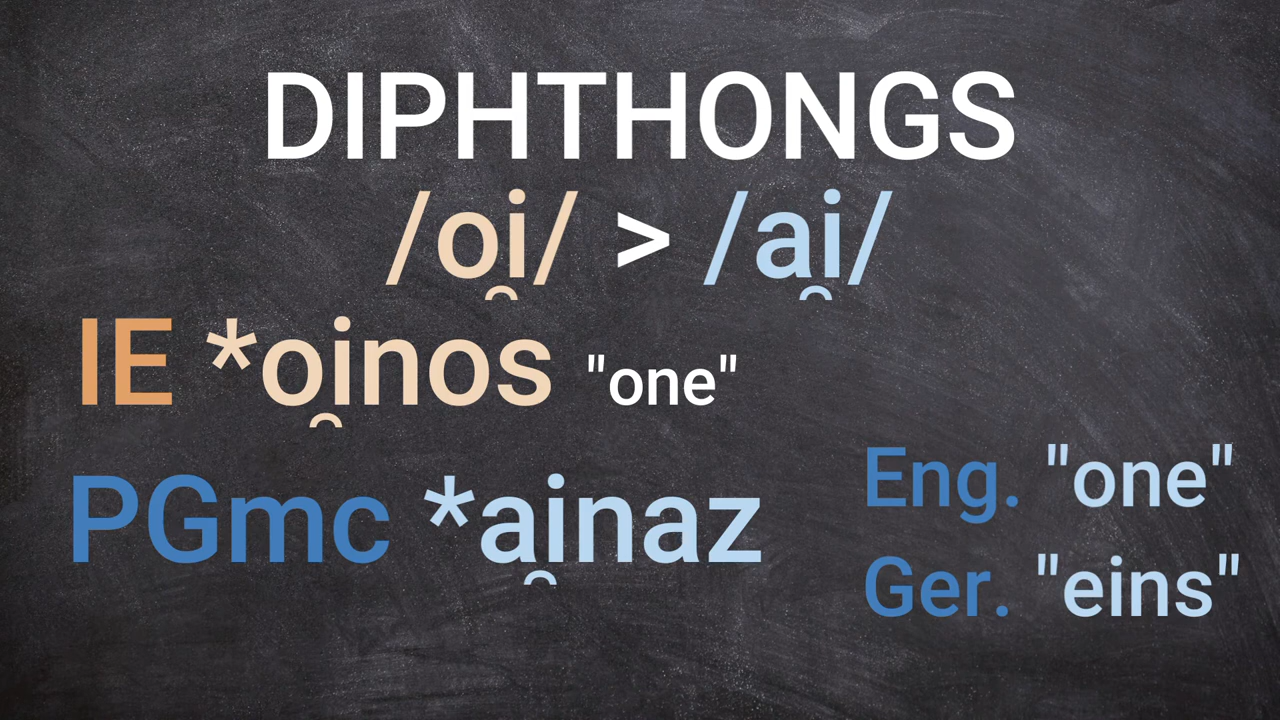 DIPHTHONGS
/oi̯/ > /ai̯/
IE *oi̯nos "one"
PGmc *ai̯naz
Eng. "one"
Ger. "eins"